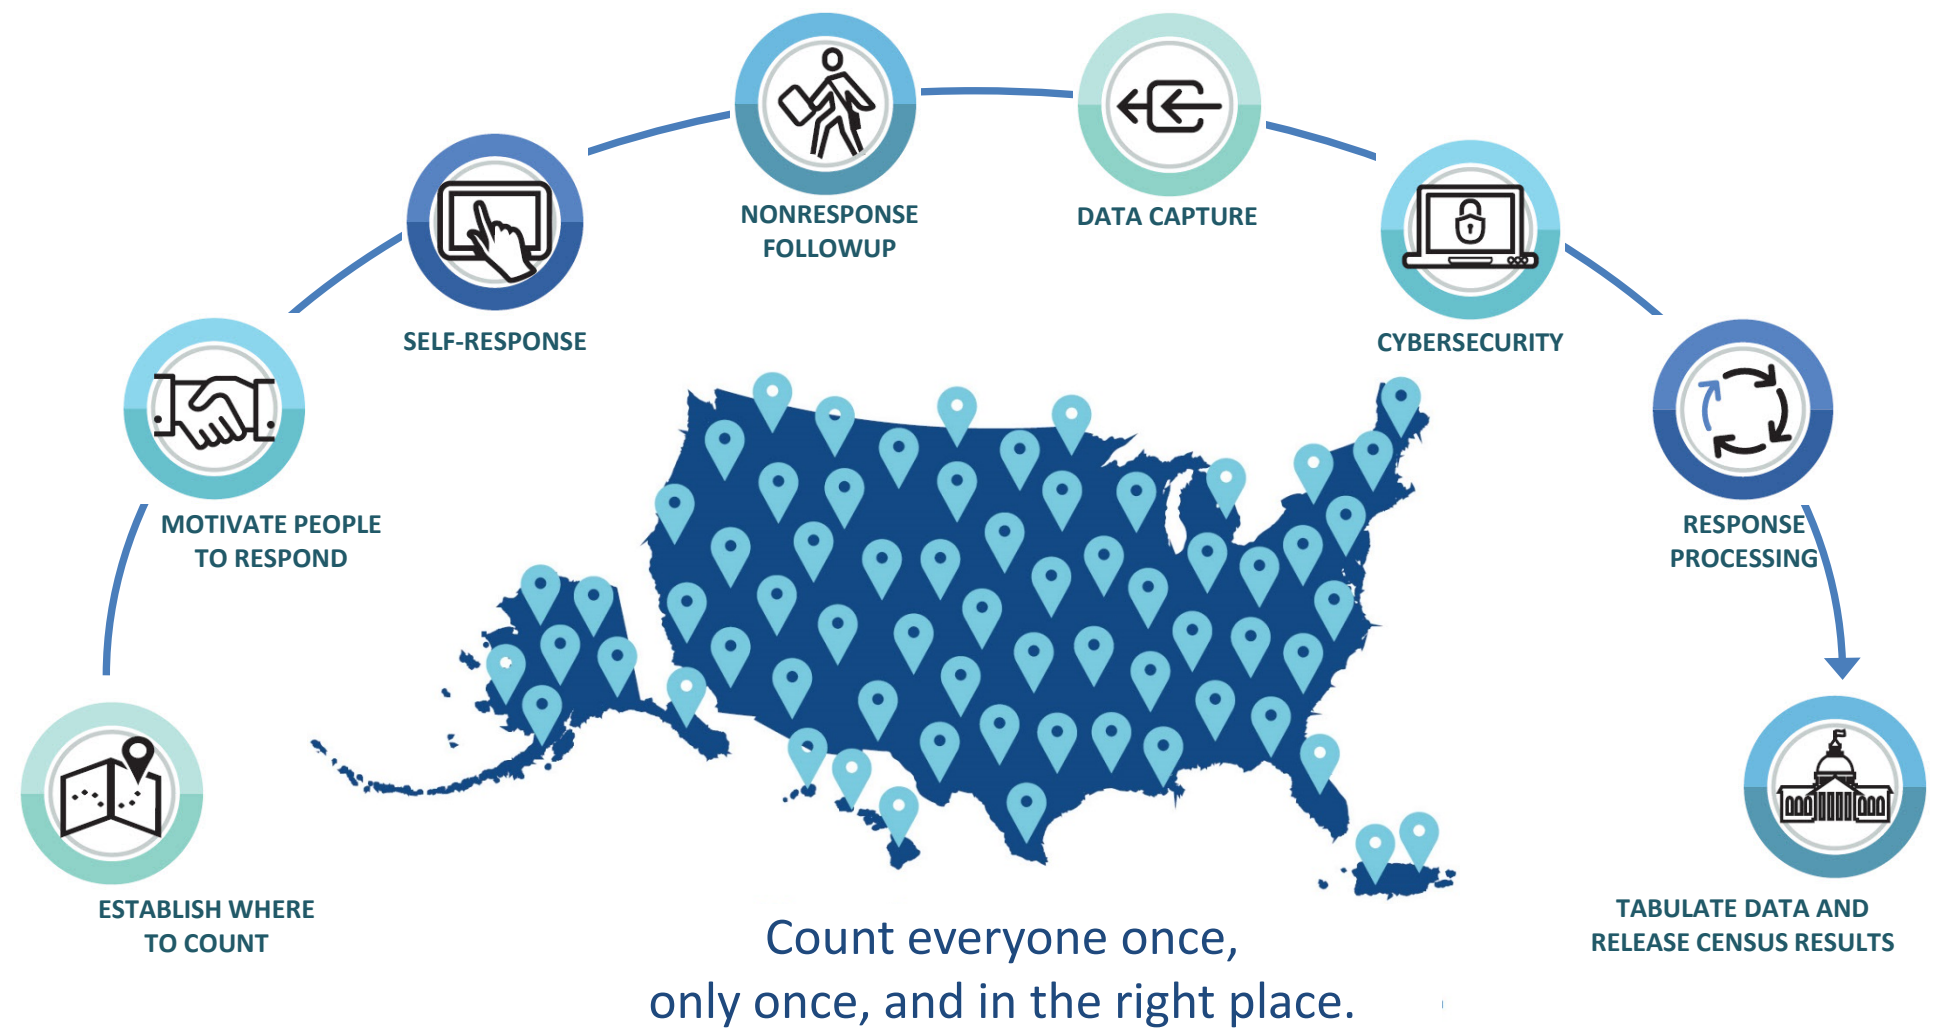 ESTABLISH WHERE
TO COUNT
MOTIVATE PEOPLE
TO RESPOND
SELF-RESPONSE
NONRESPONSE
FOLLOWUP
DATA CAPTURE
CYBERSECURITY
RESPONSE
PROCESSING
TABULATE DATA AND
RELEASE CENSUS RESULTS
Count everyone once,
only once, and in the right place.